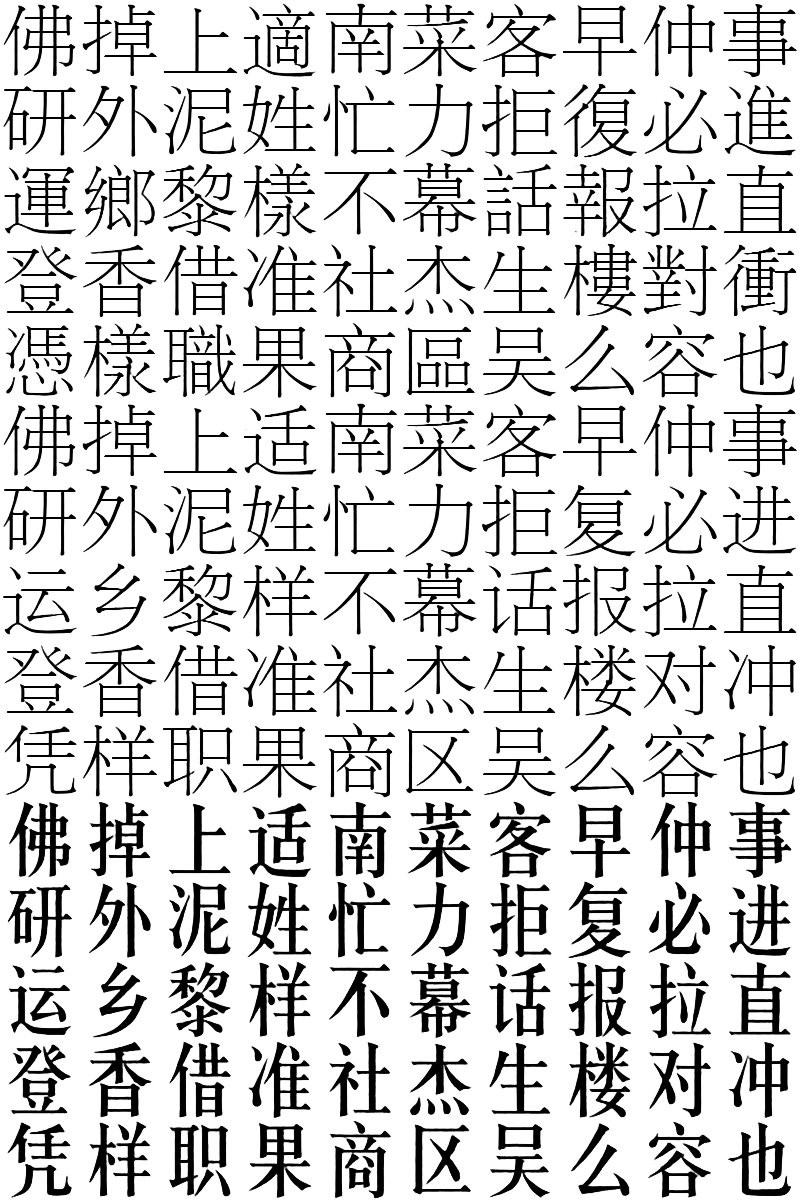 佛掉上適南菜客早仲事
研外泥姓忙力拒復必進
運鄉黎樣不幕話報拉直
登香借准社杰生樓對衝
憑樣職果商區吴么容也
佛掉上适南菜客早仲事
研外泥姓忙力拒复必进
运乡黎样不幕话报拉直
登香借准社杰生楼对冲
凭样职果商区吴么容也
佛掉上适南菜客早仲事
研外泥姓忙力拒复必进
运乡黎样不幕话报拉直
登香借准社杰生楼对冲
凭样职果商区吴么容也